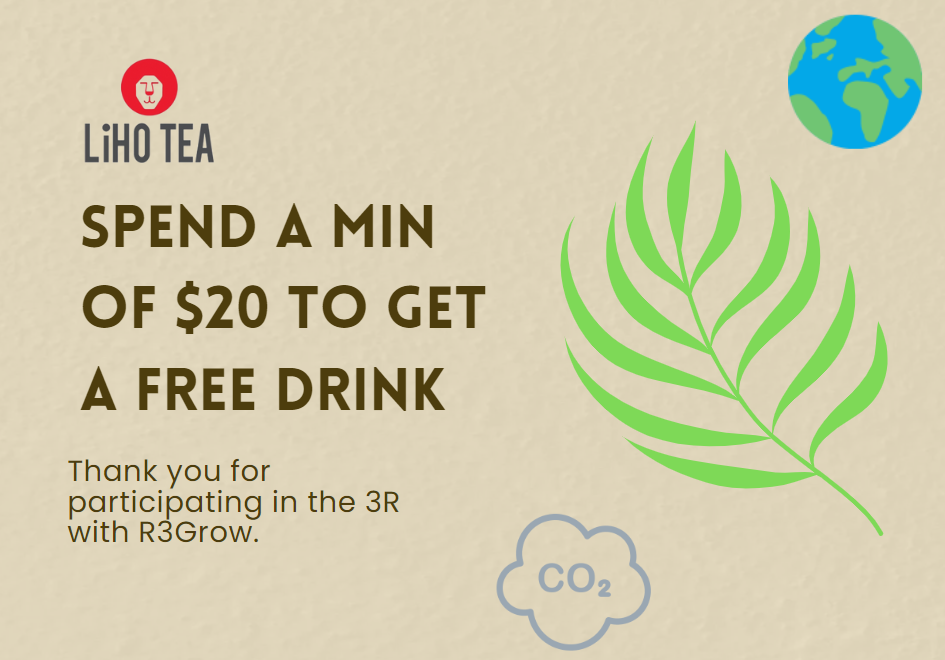 LiHO TEA
SPEND A MIN
OF $20 TO GET
A FREE DRINK
Thank you for
participating in the 3R
with R3Grow.
CO₂